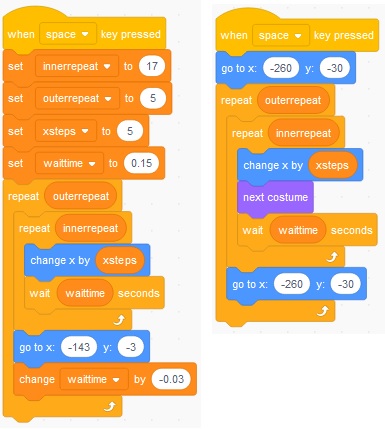 when space key pressed
set innerrepeat to 17
set outerrepeat to 5
set xsteps to 5
set waittime to 0.15
repeat outerrepeat
repeat innerrepeat
change x by xsteps
wait waittime seconds
go to x: -143 y: -3
change waittime by -0.03
when space key pressed
go to x: -260 y: -30
repeat outerrepeat
repeat innerrepeat
change x by xsteps
next costume
wait waittime seconds
go to x: -260 y: -30